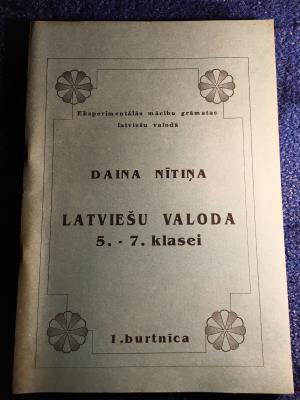 Eksperimentālās mācību grāmatas
latviešu valodā
DAINA NĪTIŅA
LATVIEŠU VALODA
5. - 7. klasei
1.burtnīca